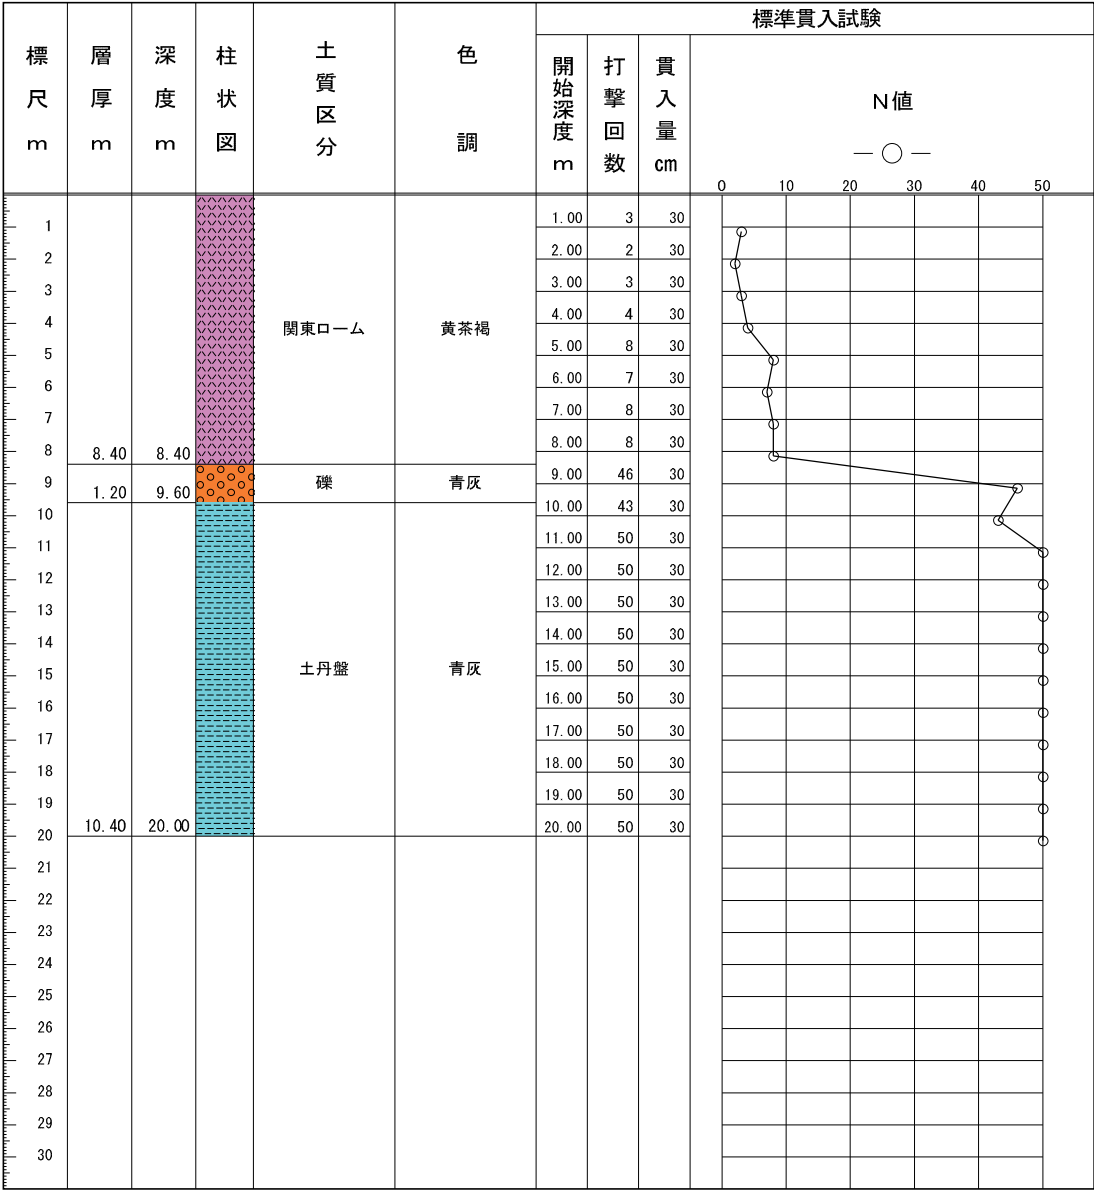 標尺 m
層厚 m
深度 m
柱状図
土質区分
色調
標準貫入試験
開始深度 m
打撃回数
貫入量 cm
N値
0 10 20 30 40 50
1 1.00 3 30
2 2.00 2 30
3 3.00 3 30
4 4.00 4 30
関東ローム 黄茶褐
5 5.00 8 30
6 6.00 7 30
7 7.00 8 30
8 8.00 8 30
8.40 8.40
9 9.00 46 30
礫 青灰
1.20 9.60
10 10.00 43 30
11 11.00 50 30
12 12.00 50 30
13 13.00 50 30
14 14.00 50 30
15 15.00 50 30
土丹盤 青灰
16 16.00 50 30
17 17.00 50 30
18 18.00 50 30
19 19.00 50 30
10.40 20.00
20 20.00 50 30
21
22
23
24
25
26
27
28
29
30